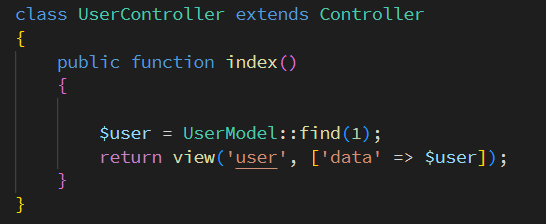 class UserController extends Controller
{
    public function index()
    {

        $user = UserModel::find(1);
        return view('user', ['data' => $user]);
    }
}